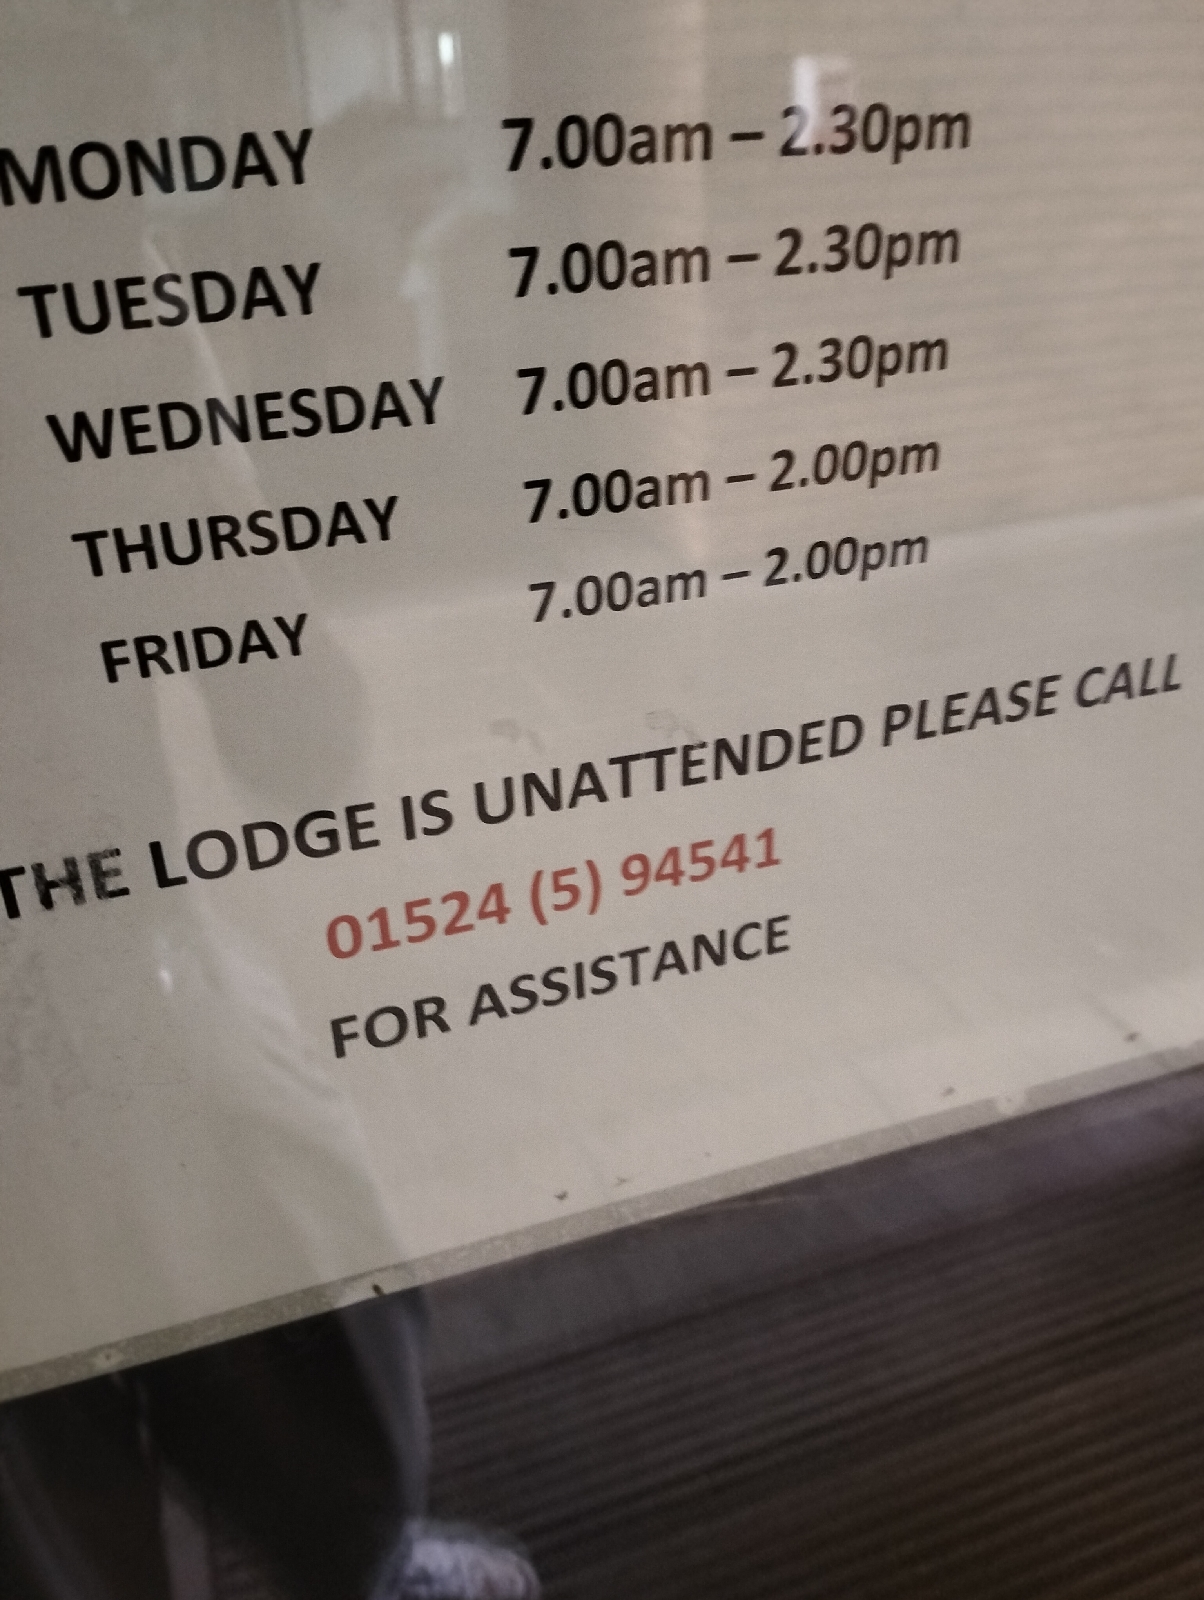 MONDAY 7.00am – 2.30pm
TUESDAY 7.00am – 2.30pm
WEDNESDAY 7.00am – 2.30pm
THURSDAY 7.00am – 2.00pm
FRIDAY 7.00am – 2.00pm
THE LODGE IS UNATTENDED PLEASE CALL
01524 (5) 94541
FOR ASSISTANCE